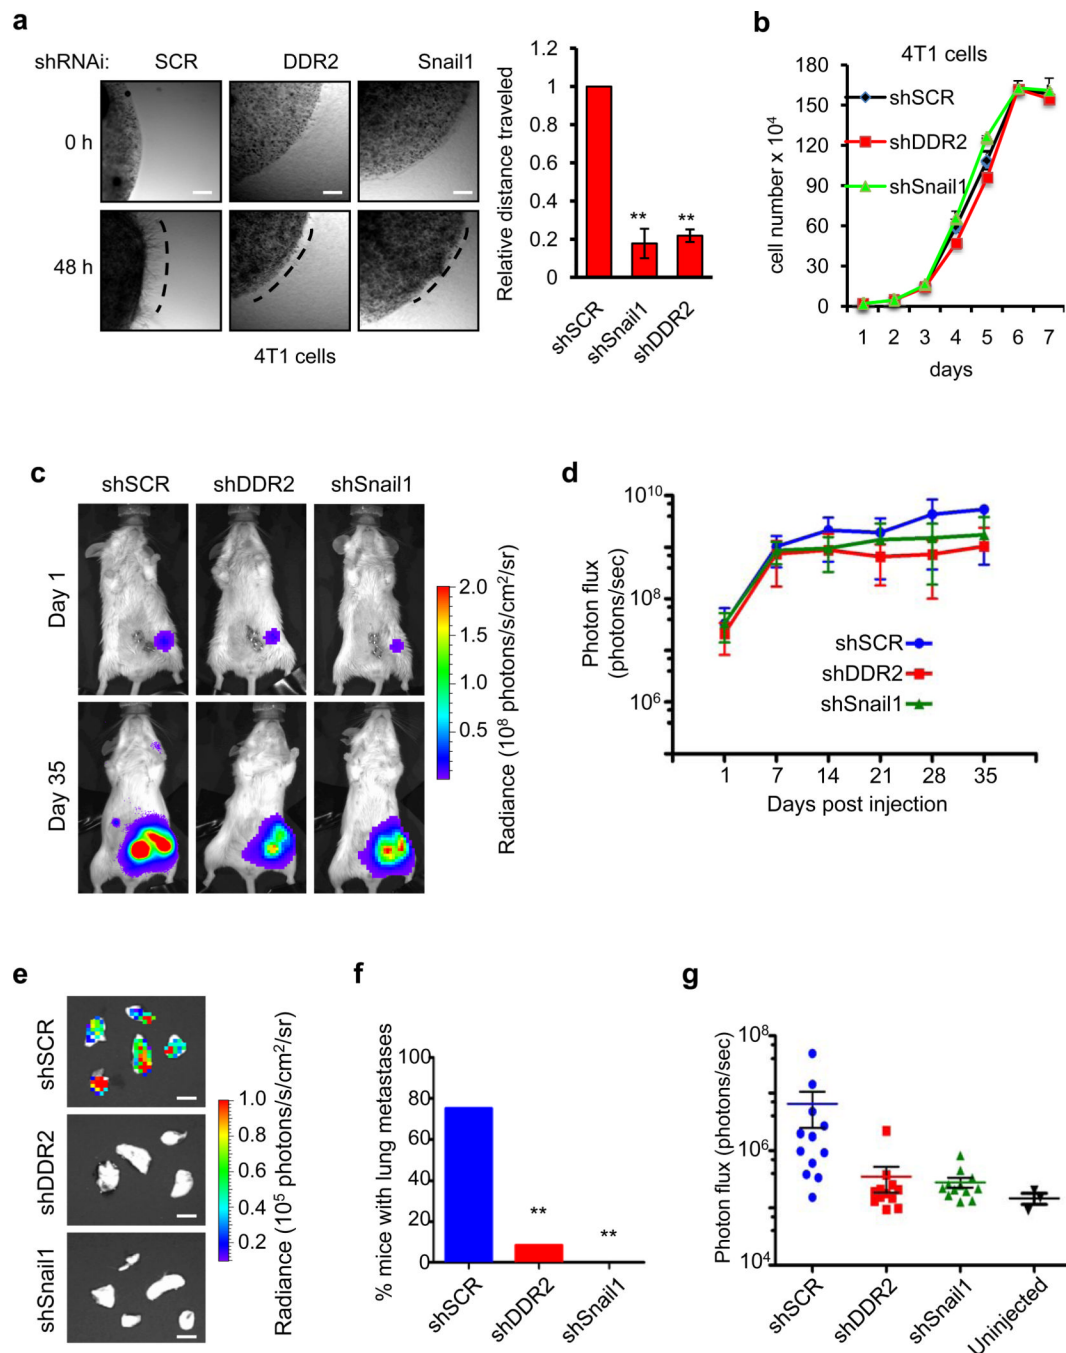 a
shRNAi: SCR DDR2 Snail1
0 h
48 h
4T1 cells
Relative distance traveled
1.2
1
0.8
0.6
0.4
0.2
0
** **
shSCR
shSnail1
shDDR2
b
4T1 cells
cell number x 10⁴
180
150
120
90
60
30
0
shSCR
shDDR2
shSnail1
1 2 3 4 5 6 7
days
c
shSCR shDDR2 shSnail1
Day 1
Day 35
2.0
1.5
1.0
0.5
Radiance (10⁸ photons/s/cm²/sr)
d
Photon flux
(photons/sec)
10¹⁰
10⁸
10⁶
shSCR
shDDR2
shSnail1
1 7 14 21 28 35
Days post injection
e
shSCR
shDDR2
shSnail1
1.0
0.8
0.6
0.4
0.2
Radiance (10⁵ photons/s/cm²/sr)
f
% mice with lung metastases
100
80
60
40
20
0
**
**
shSCR
shDDR2
shSnail1
g
Photon flux (photons/sec)
10⁸
10⁶
10⁴
shSCR
shDDR2
shSnail1
Uninjected